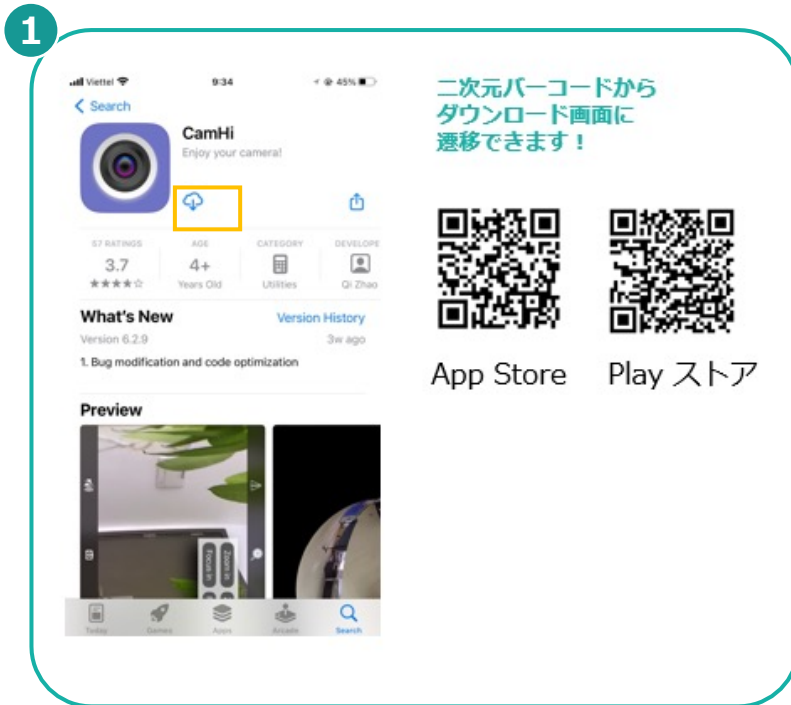 1
Viettel 9:34 45%
Search
CamHi
Enjoy your camera!
57 RATINGS AGE CATEGORY DEVELOPE
3.7 4+
★★★★☆ Years Old Utilities Qi Zhao
What's New Version History
Version 6.2.9 3w ago
1. Bug modification and code optimization
Preview
Focus in Zoom in
Today Games Apps Arcade Search
二次元バーコードから
ダウンロード画面に
遷移できます！
App Store Play ストア